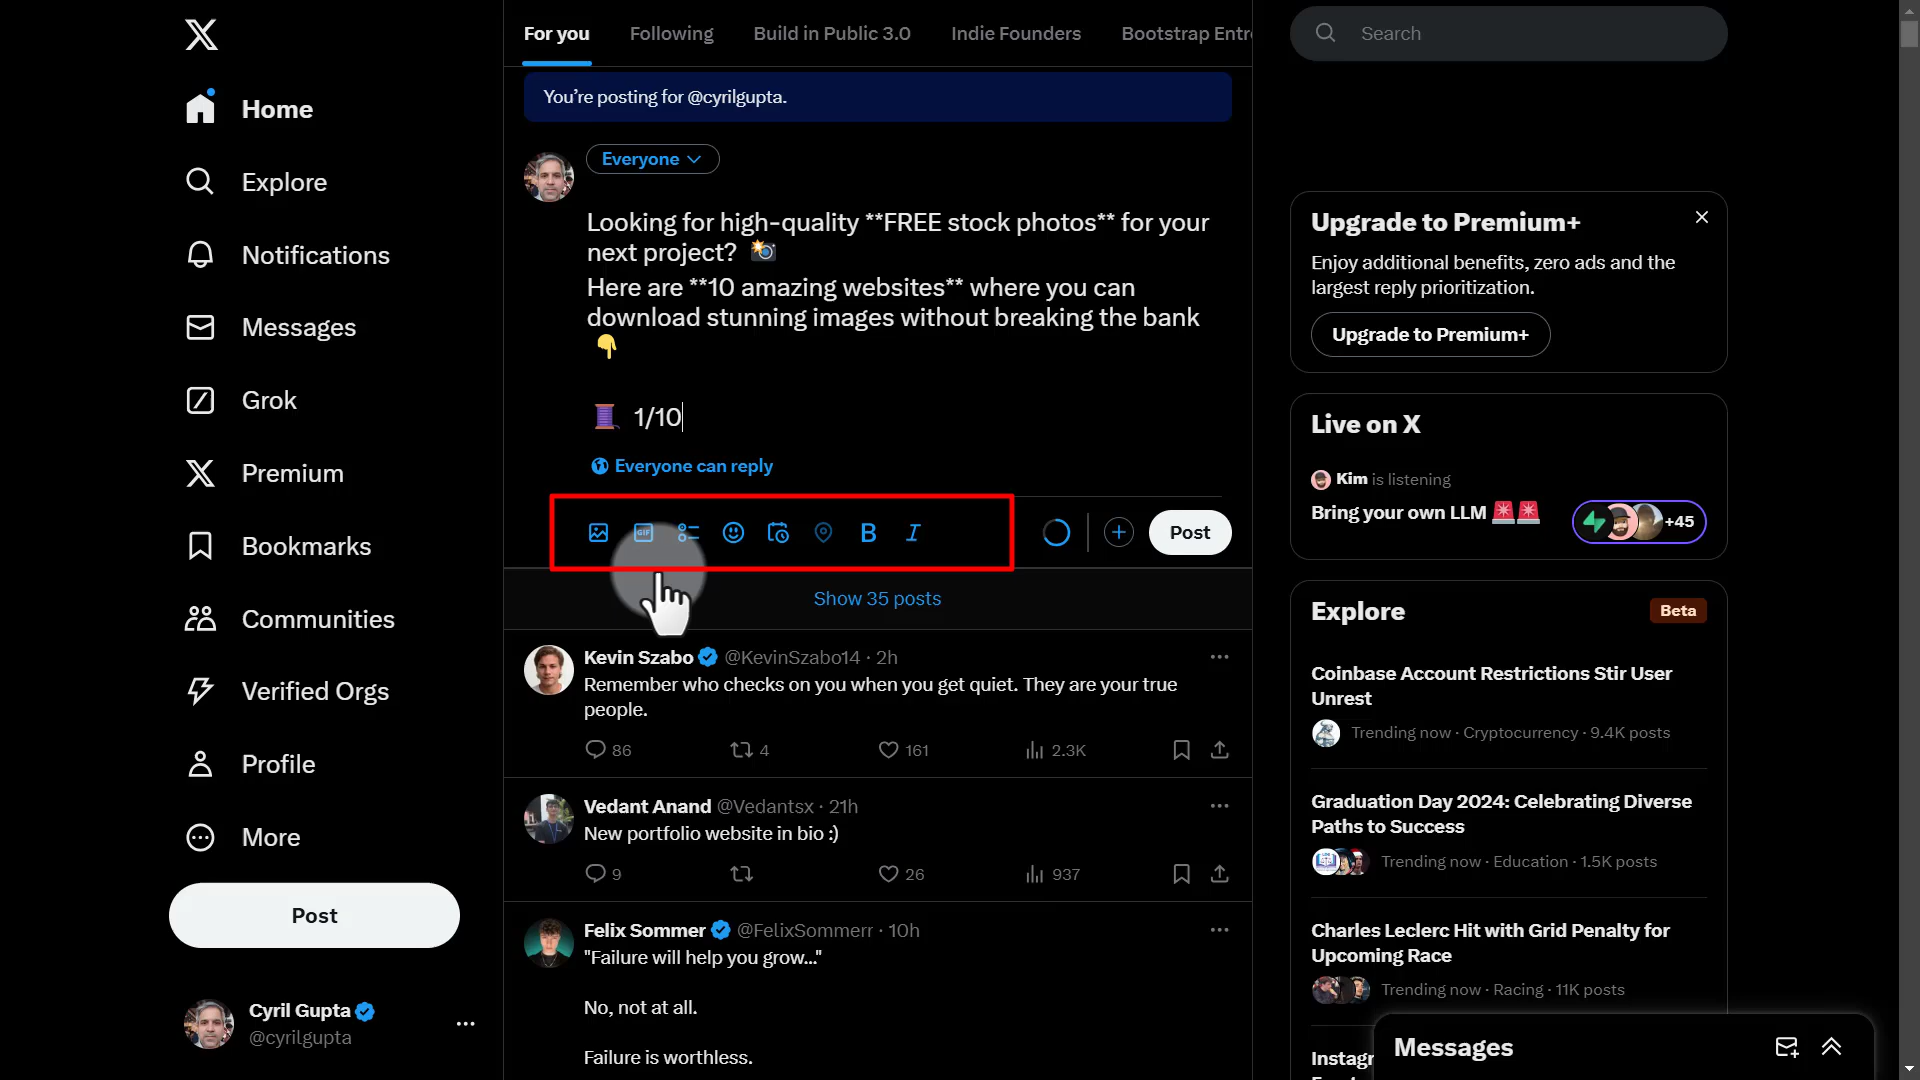 Home
Explore
Notifications
Messages
Grok
Premium
Bookmarks
Communities
Verified Orgs
Profile
More
Post
Cyril Gupta
@cyrilgupta
For you
Following
Build in Public 3.0
Indie Founders
Bootstrap Entr
You're posting for @cyrilgupta.
Everyone
Looking for high-quality **FREE stock photos** for your
next project? 📸
Here are **10 amazing websites** where you can
download stunning images without breaking the bank
👇
🧵 1/10
Everyone can reply
GIF
B I
Post
Show 35 posts
Kevin Szabo @KevinSzabo14 · 2h
Remember who checks on you when you get quiet. They are your true
people.
86 4 161 2.3K
Vedant Anand @Vedantsx · 21h
New portfolio website in bio :)
9 26 937
Felix Sommer @FelixSommerr · 10h
"Failure will help you grow..."
No, not at all.
Failure is worthless.
Search
Upgrade to Premium+
Enjoy additional benefits, zero ads and the
largest reply prioritization.
Upgrade to Premium+
Live on X
Kim is listening
Bring your own LLM 🚨🚨
+45
Explore
Beta
Coinbase Account Restrictions Stir User
Unrest
Trending now · Cryptocurrency · 9.4K posts
Graduation Day 2024: Celebrating Diverse
Paths to Success
Trending now · Education · 1.5K posts
Charles Leclerc Hit with Grid Penalty for
Upcoming Race
Trending now · Racing · 11K posts
Instagr
Messages